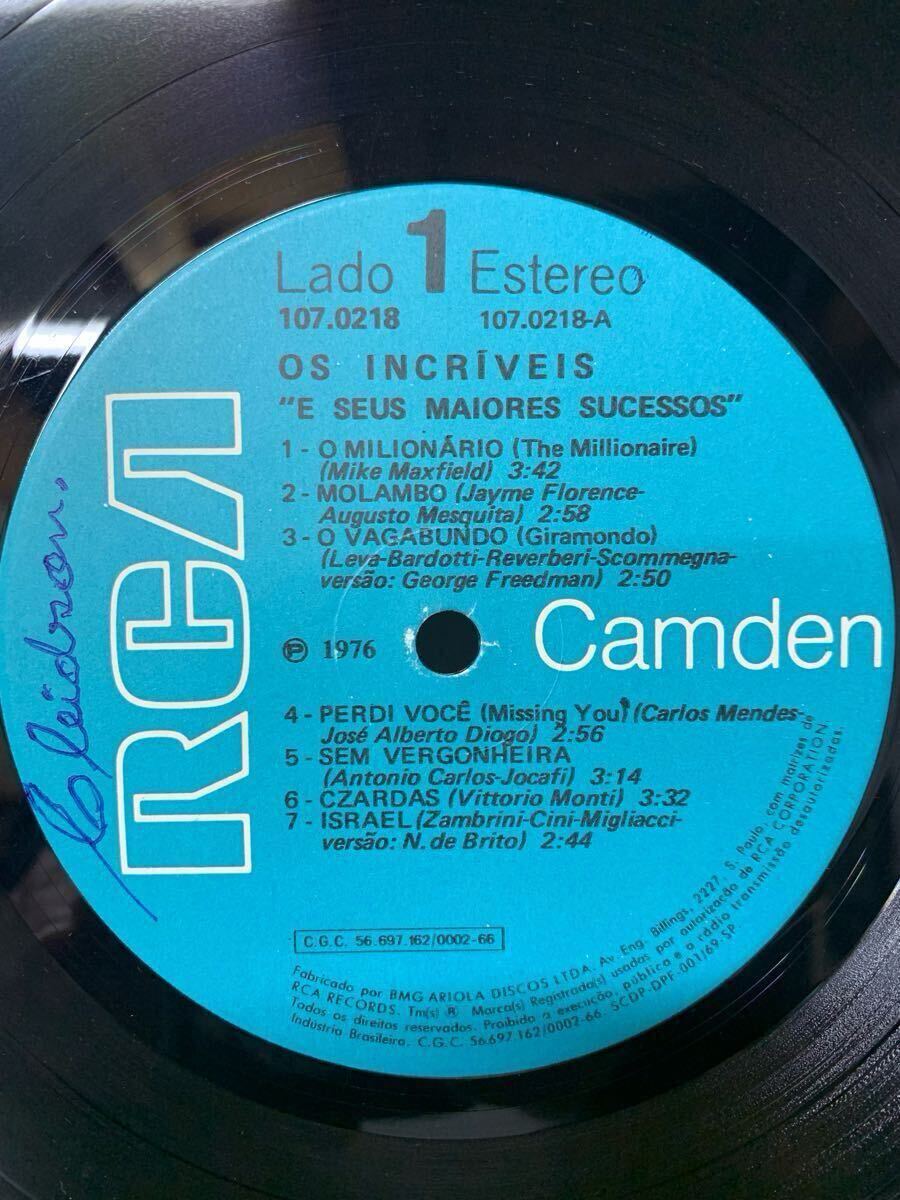 Lado 1 Estereo
107.0218 107.0218-A
OS INCRÍVEIS
"E SEUS MAIORES SUCESSOS"
1 - O MILIONÁRIO (The Millionaire)
(Mike Maxfield) 3:42
2 - MOLAMBO (Jayme Florence-
Augusto Mesquita) 2:58
3 - O VAGABUNDO (Giramondo)
(Leva-Bardotti-Reverberi-Scommegna-
versão: George Freedman) 2:50
RCA
Cleidson.
℗ 1976
Camden
4 - PERDI VOCÊ (Missing You) (Carlos Mendes-
José Alberto Diogo) 2:56
5 - SEM VERGONHEIRA
(Antonio Carlos-Jocafi) 3:14
6 - CZARDAS (Vittorio Monti) 3:32
7 - ISRAEL (Zambrini-Cini-Migliacci-
versão: N. de Brito) 2:44
C.G.C. 56.697.162/0002-66
Fabricado por BMG ARIOLA DISCOS LTDA. Av. Eng. Billings, 2227, S. Paulo, com matrizes de
RCA RECORDS. Tm(s) ® Marca(s) Registrada(s) usadas por autorização de RCA CORPORATION.
Todos os direitos reservados. Proibida a execução, pública e a rádio transmissão desautorizadas.
Indústria Brasileira. C.G.C. 56.697.162/0002-66. SCDP-DPF-001/69-SP